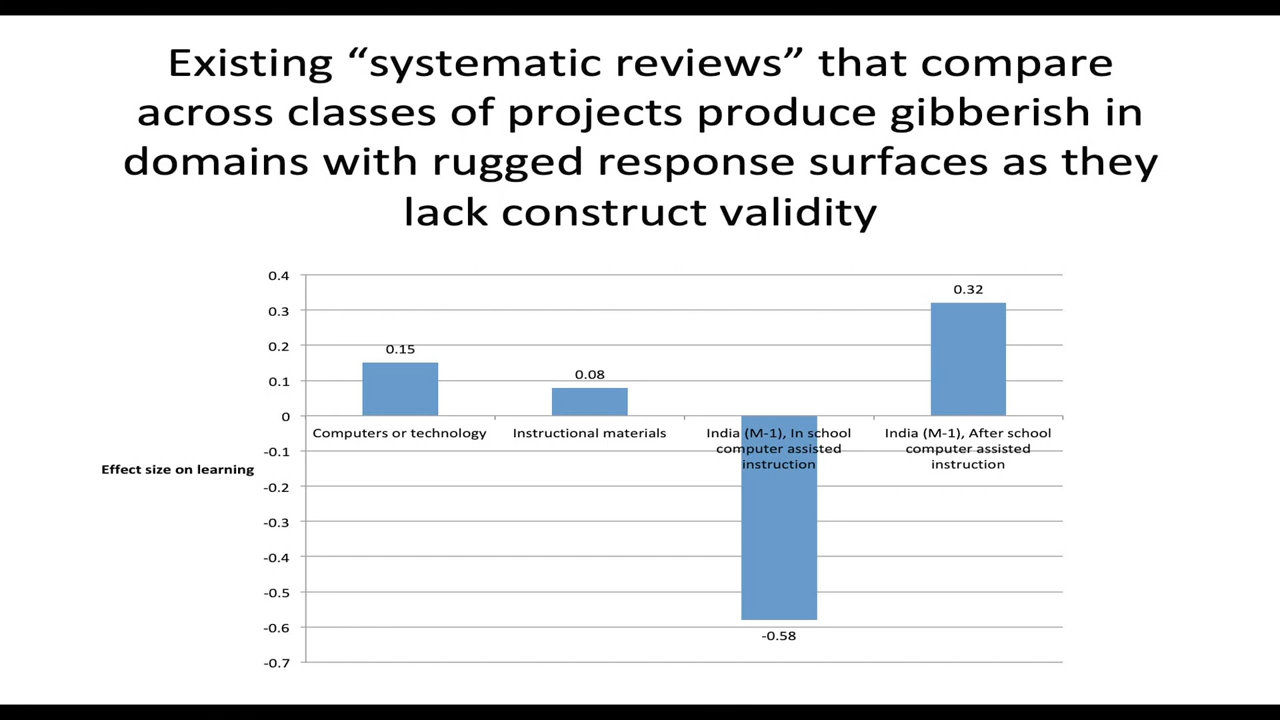 Existing “systematic reviews” that compare
across classes of projects produce gibberish in
domains with rugged response surfaces as they
lack construct validity
0.4
0.3
0.2
0.1
0
-0.1
-0.2
-0.3
-0.4
-0.5
-0.6
-0.7
Effect size on learning
0.15
0.08
-0.58
0.32
Computers or technology
Instructional materials
India (M-1), In school
computer assisted
instruction
India (M-1), After school
computer assisted
instruction